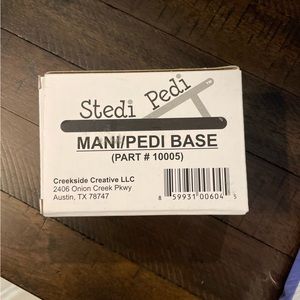 Stedi Pedi
MANI/PEDI BASE
(PART # 10005)
Creekside Creative LLC
2406 Onion Creek Pkwy
Austin, TX 78747
8 59931 00604 5